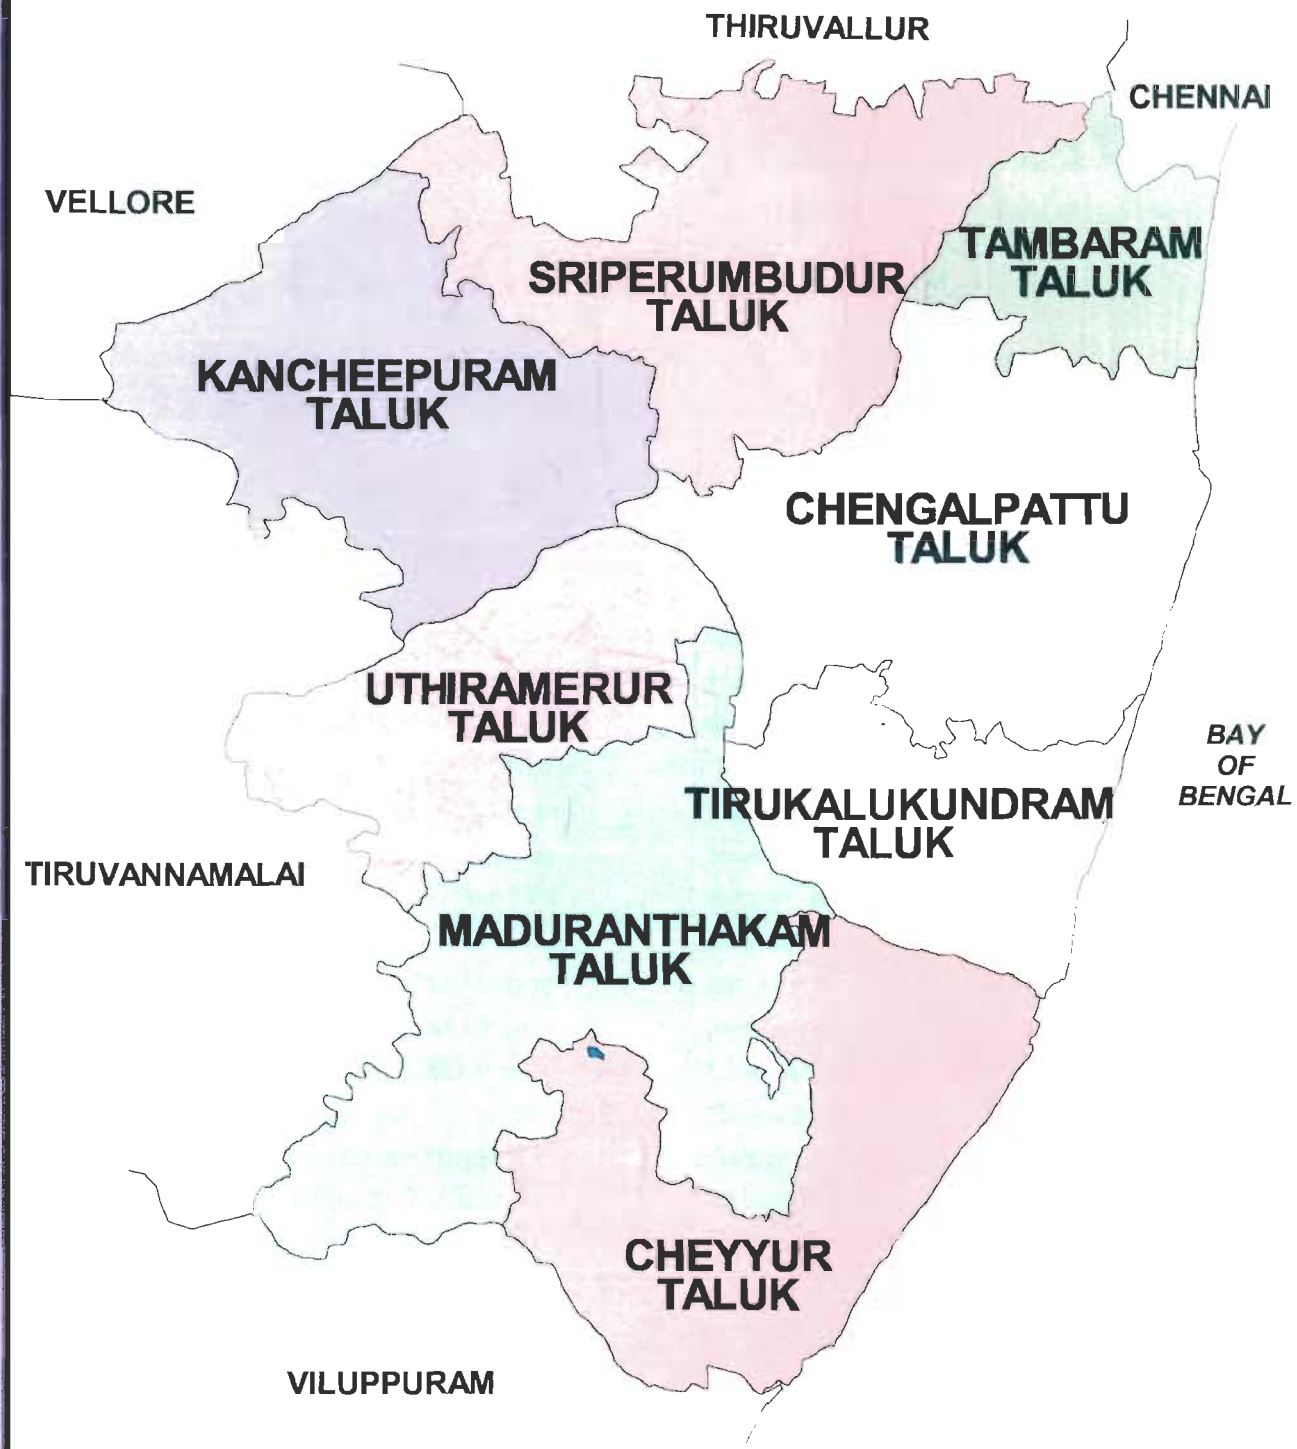 THIRUVALLUR
CHENNAI
VELLORE
TAMBARAM
TALUK
SRIPERUMBUDUR
TALUK
KANCHEEPURAM
TALUK
CHENGALPATTU
TALUK
UTHIRAMERUR
TALUK
BAY
OF
BENGAL
TIRUKALUKUNDRAM
TALUK
TIRUVANNAMALAI
MADURANTHAKAM
TALUK
CHEYYUR
TALUK
VILUPPURAM